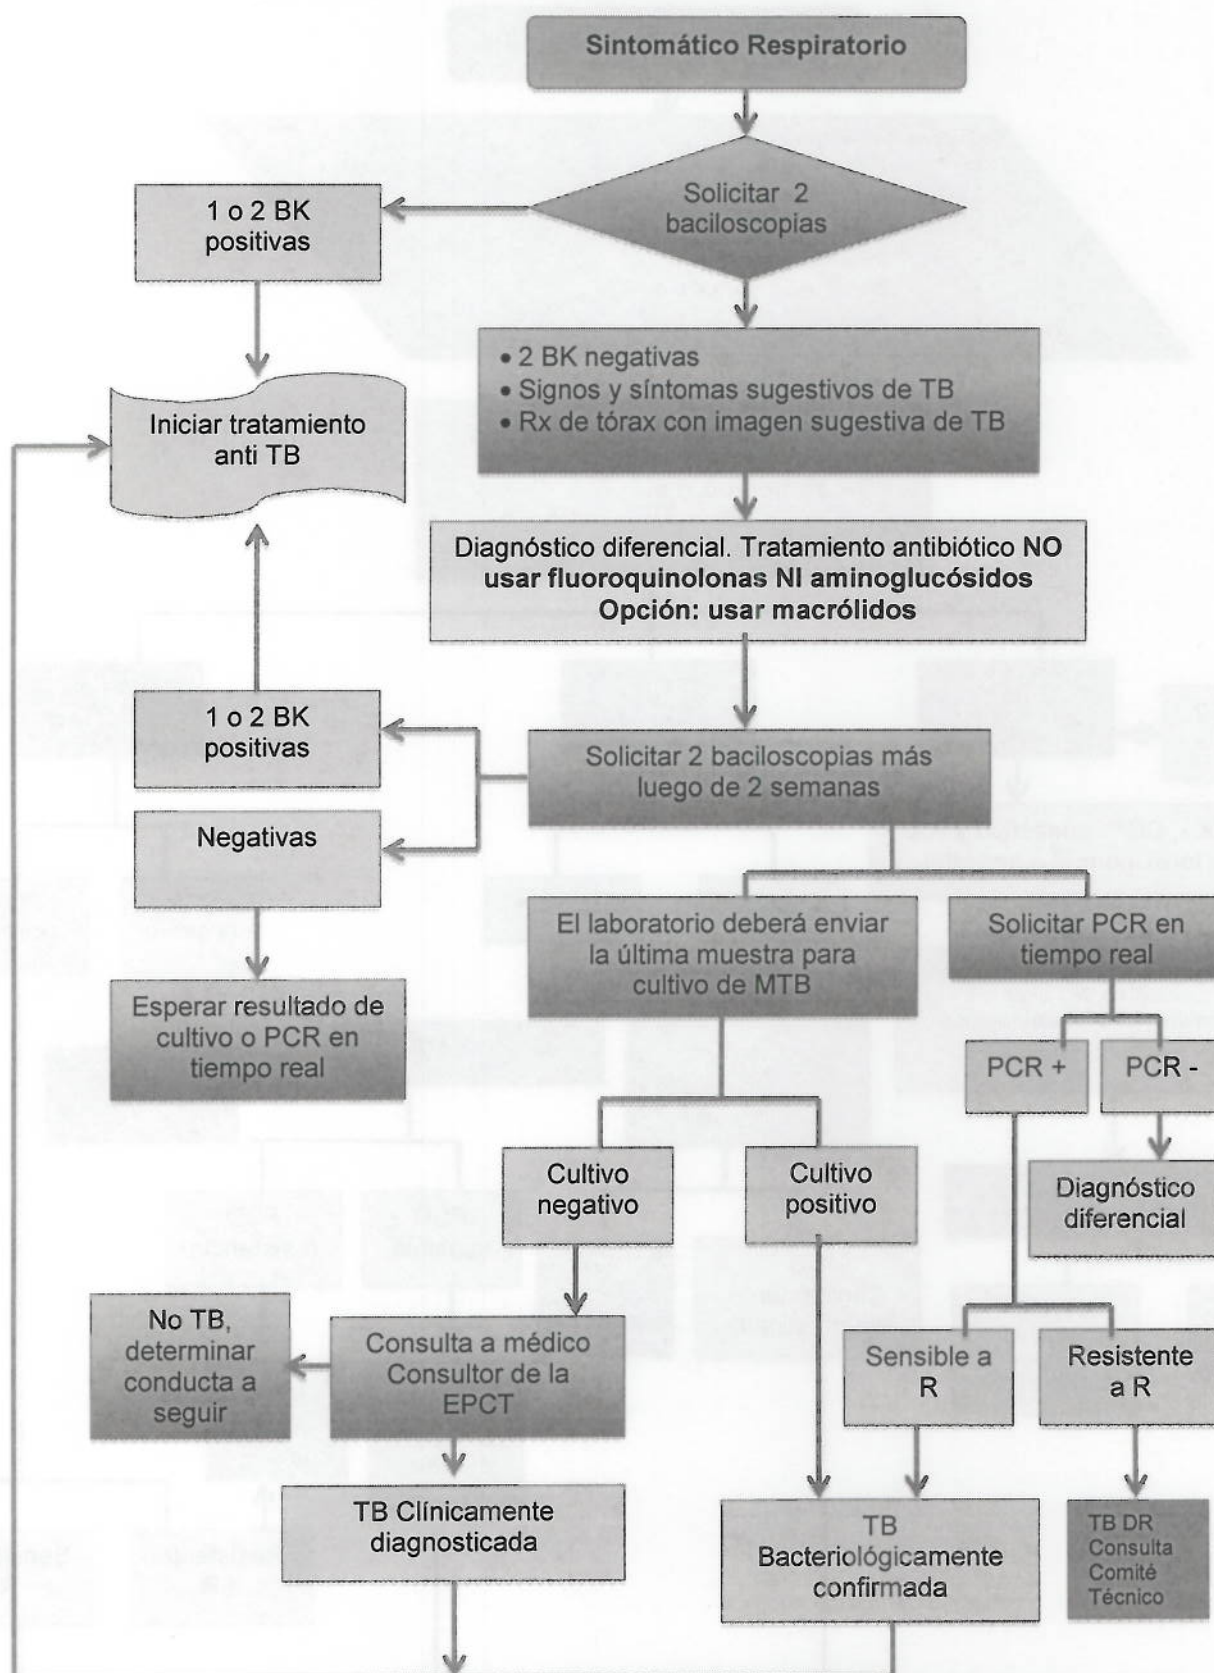 Sintomático Respiratorio
Solicitar 2
baciloscopias
1 o 2 BK
positivas
• 2 BK negativas
• Signos y síntomas sugestivos de TB
• Rx de tórax con imagen sugestiva de TB
Iniciar tratamiento
anti TB
Diagnóstico diferencial. Tratamiento antibiótico NO
usar fluoroquinolonas NI aminoglucósidos
Opción: usar macrólidos
1 o 2 BK
positivas
Solicitar 2 baciloscopias más
luego de 2 semanas
Negativas
El laboratorio deberá enviar
la última muestra para
cultivo de MTB
Solicitar PCR en
tiempo real
Esperar resultado de
cultivo o PCR en
tiempo real
PCR +
PCR -
Cultivo
negativo
Cultivo
positivo
Diagnóstico
diferencial
No TB,
determinar
conducta a
seguir
Consulta a médico
Consultor de la
EPCT
Sensible a
R
Resistente
a R
TB Clínicamente
diagnosticada
TB
Bacteriológicamente
confirmada
TB DR
Consulta
Comité
Técnico